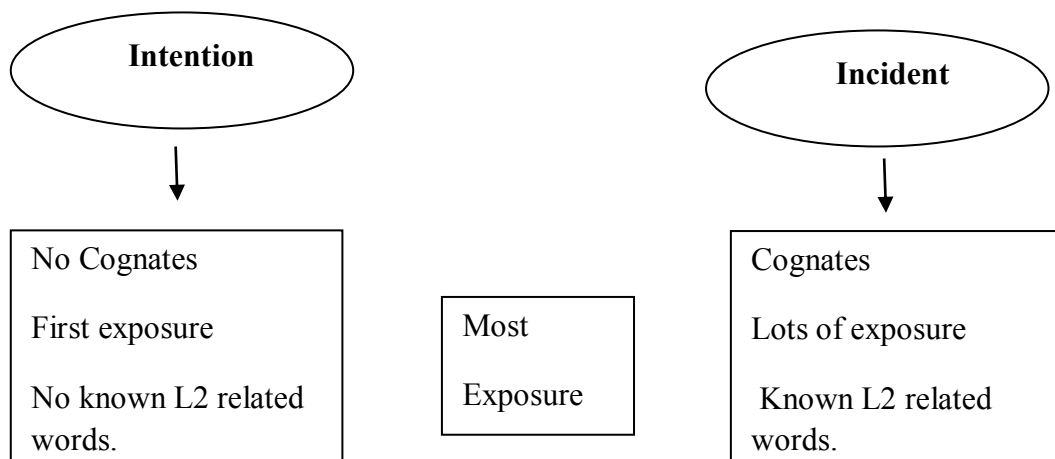 Intention
Incident
No Cognates
First exposure
No known L2 related
words.
Most
Exposure
Cognates
Lots of exposure
Known L2 related
words.